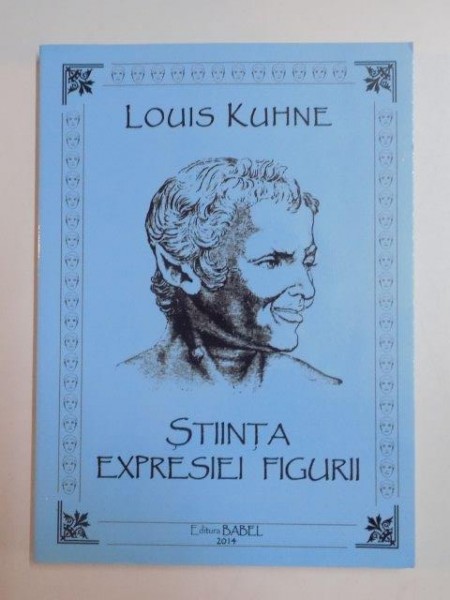 LOUIS KUHNE
ȘTIINȚA
EXPRESIEI FIGURII
Editura BABEL
2014